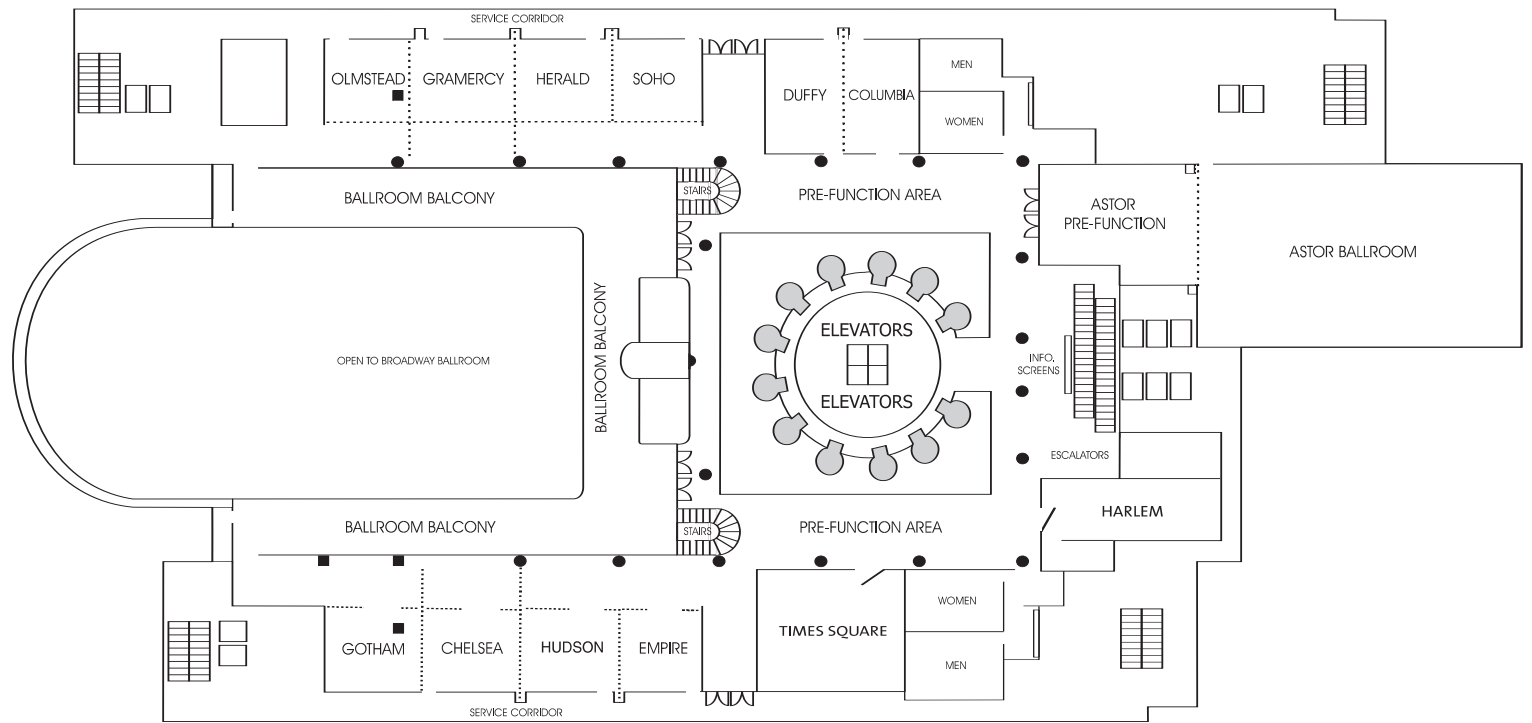 SERVICE CORRIDOR
OLMSTEAD
GRAMERCY
HERALD
SOHO
DUFFY
COLUMBIA
MEN
WOMEN
BALLROOM BALCONY
STAIRS
PRE-FUNCTION AREA
ASTOR
PRE-FUNCTION
ASTOR BALLROOM
OPEN TO BROADWAY BALLROOM
BALLROOM BALCONY
ELEVATORS
ELEVATORS
INFO.
SCREENS
ESCALATORS
HARLEM
BALLROOM BALCONY
STAIRS
PRE-FUNCTION AREA
GOTHAM
CHELSEA
HUDSON
EMPIRE
TIMES SQUARE
WOMEN
MEN
SERVICE CORRIDOR